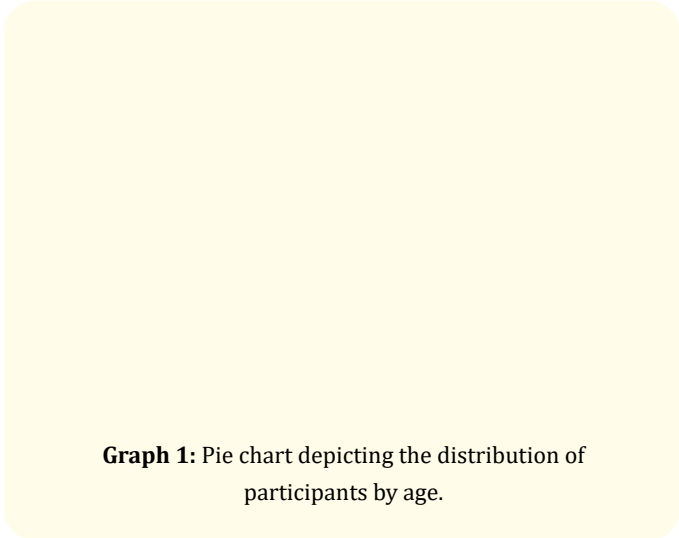 Graph 1: Pie chart depicting the distribution of
participants by age.